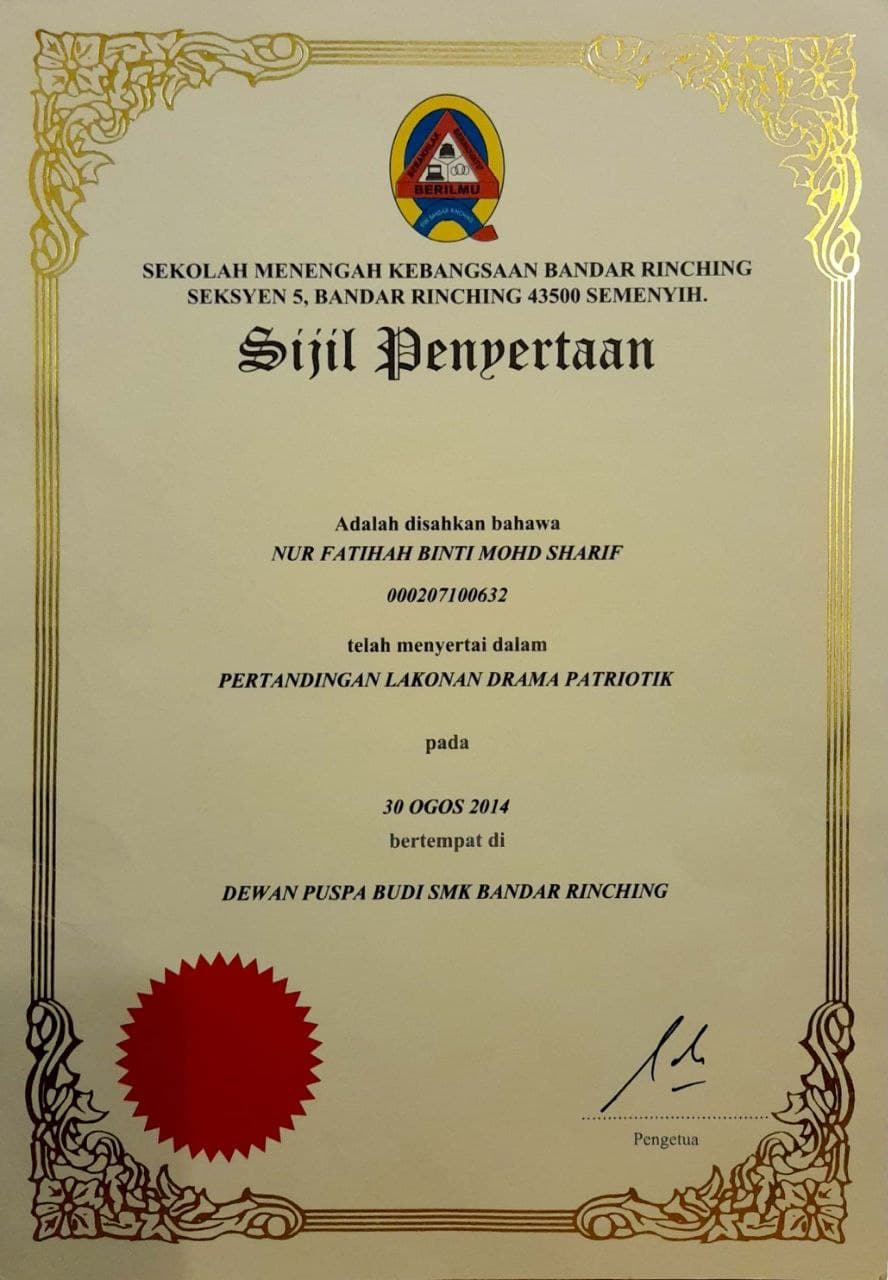 BERAKHLAK
BERINOVATIF
BERILMU
SMK BANDAR RINCHING
SEKOLAH MENENGAH KEBANGSAAN BANDAR RINCHING
SEKSYEN 5, BANDAR RINCHING 43500 SEMENYIH.
Sijil Penyertaan
Adalah disahkan bahawa
NUR FATIHAH BINTI MOHD SHARIF
000207100632
telah menyertai dalam
PERTANDINGAN LAKONAN DRAMA PATRIOTIK
pada
30 OGOS 2014
bertempat di
DEWAN PUSPA BUDI SMK BANDAR RINCHING
Pengetua